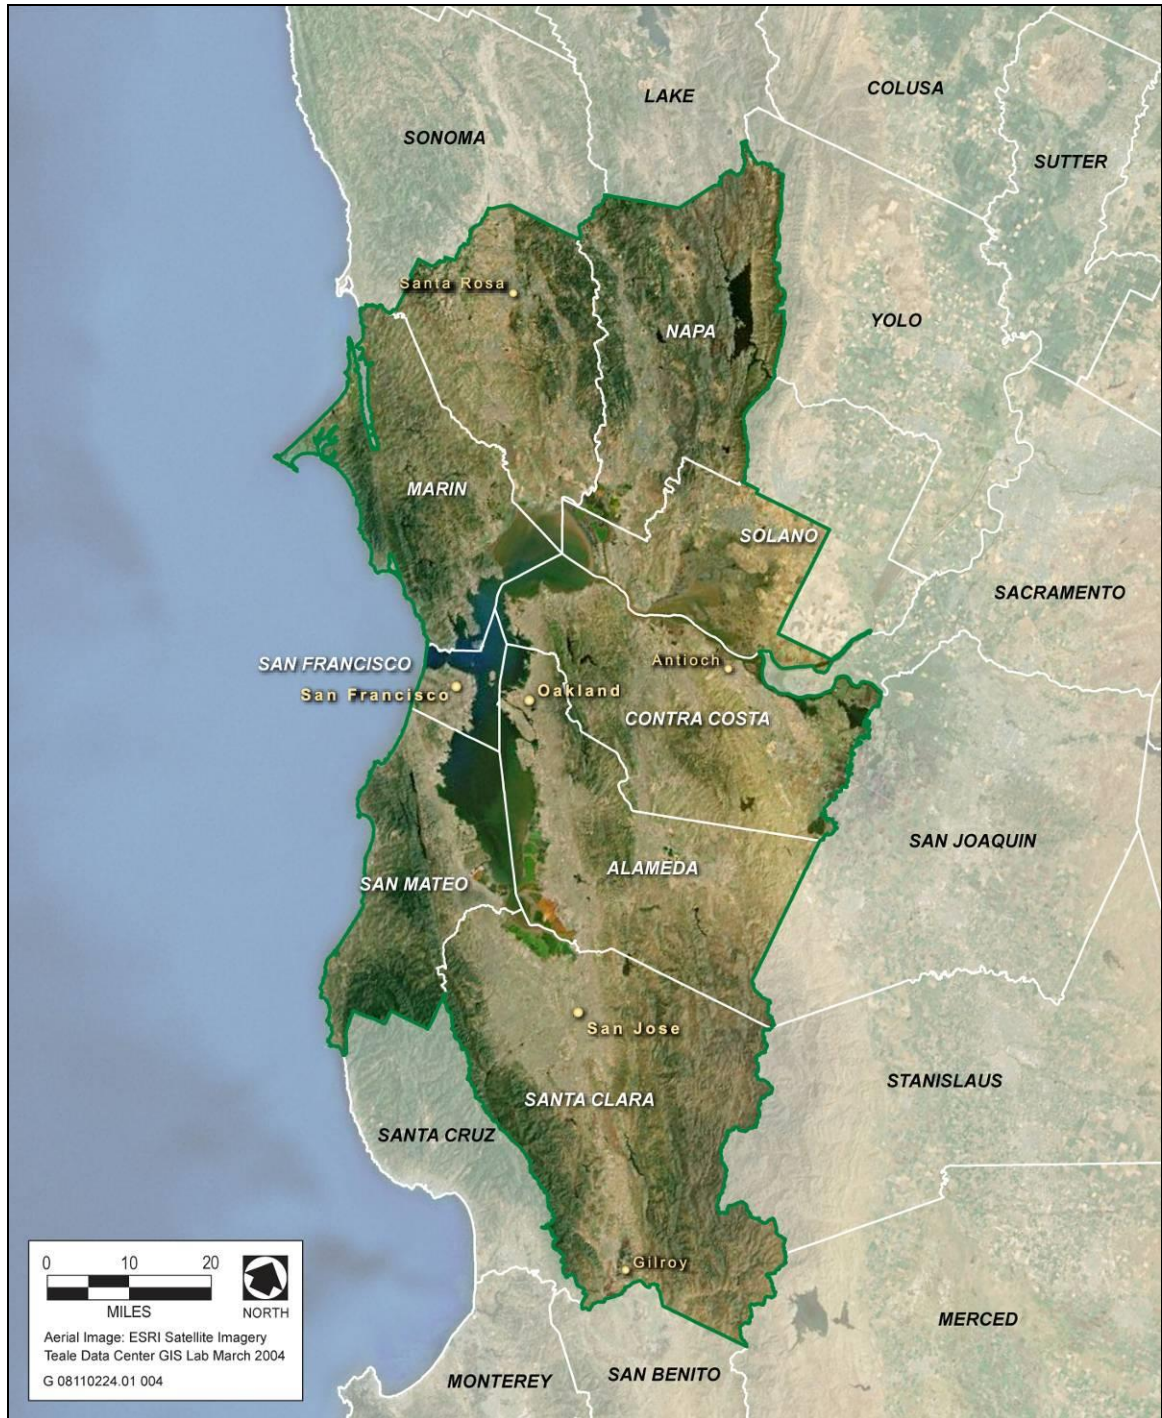 LAKE
COLUSA
SONOMA
SUTTER
Santa Rosa
NAPA
YOLO
MARIN
SOLANO
SACRAMENTO
SAN FRANCISCO
San Francisco
Oakland
Antioch
CONTRA COSTA
SAN JOAQUIN
ALAMEDA
SAN MATEO
San Jose
STANISLAUS
SANTA CLARA
SANTA CRUZ
Gilroy
MERCED
SAN BENITO
MONTEREY
0 10 20
MILES
NORTH
Aerial Image: ESRI Satellite Imagery
Teale Data Center GIS Lab March 2004
G 08110224.01 004